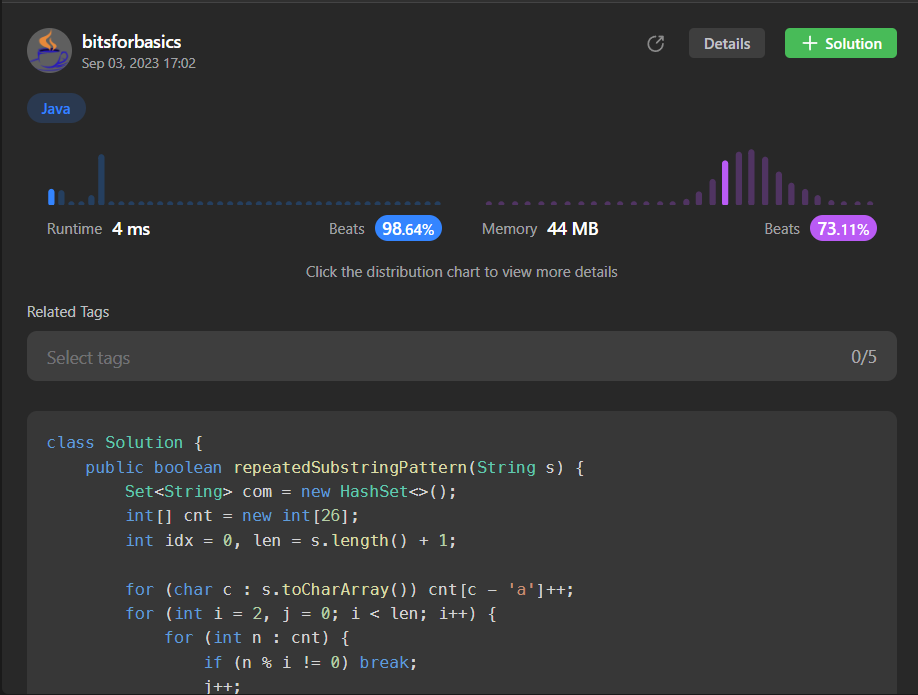 bitsforbasics
Sep 03, 2023 17:02
Details
+ Solution
Java
Runtime 4 ms
Beats 98.64%
Memory 44 MB
Beats 73.11%
Click the distribution chart to view more details
Related Tags
Select tags 0/5
class Solution {
    public boolean repeatedSubstringPattern(String s) {
        Set<String> com = new HashSet<>();
        int[] cnt = new int[26];
        int idx = 0, len = s.length() + 1;

        for (char c : s.toCharArray()) cnt[c - 'a']++;
        for (int i = 2, j = 0; i < len; i++) {
            for (int n : cnt) {
                if (n % i != 0) break;
                j++;